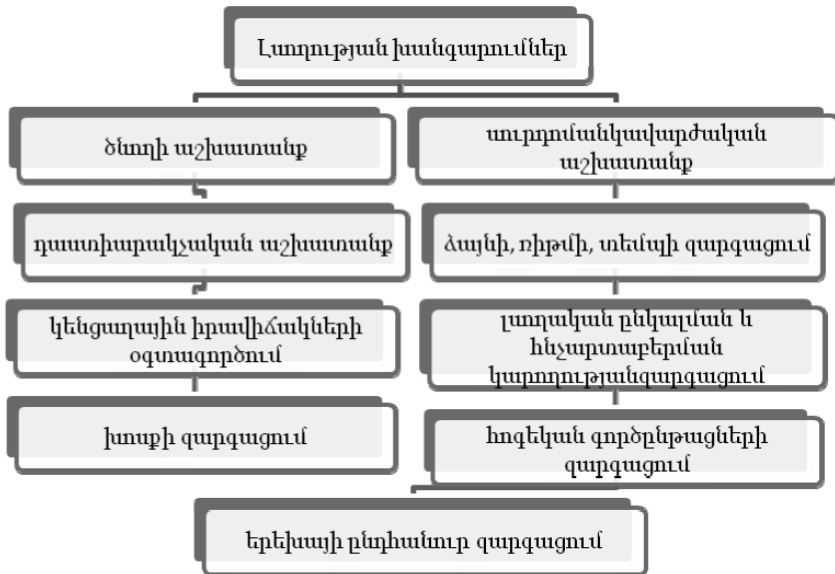 Լսողության խանգարումներ
ծնողի աշխատանք
սուրդոմանկավարժական
աշխատանք
դաստիարակչական աշխատանք
ձայնի, ռիթմի, տեմպի զարգացում
կենցաղային իրավիճակների
օգտագործում
լսողական ընկալման և
հնչարտաբերման
կարողությանզարգացում
խոսքի զարգացում
հոգեկան գործընթացների
զարգացում
երեխայի ընդհանուր զարգացում